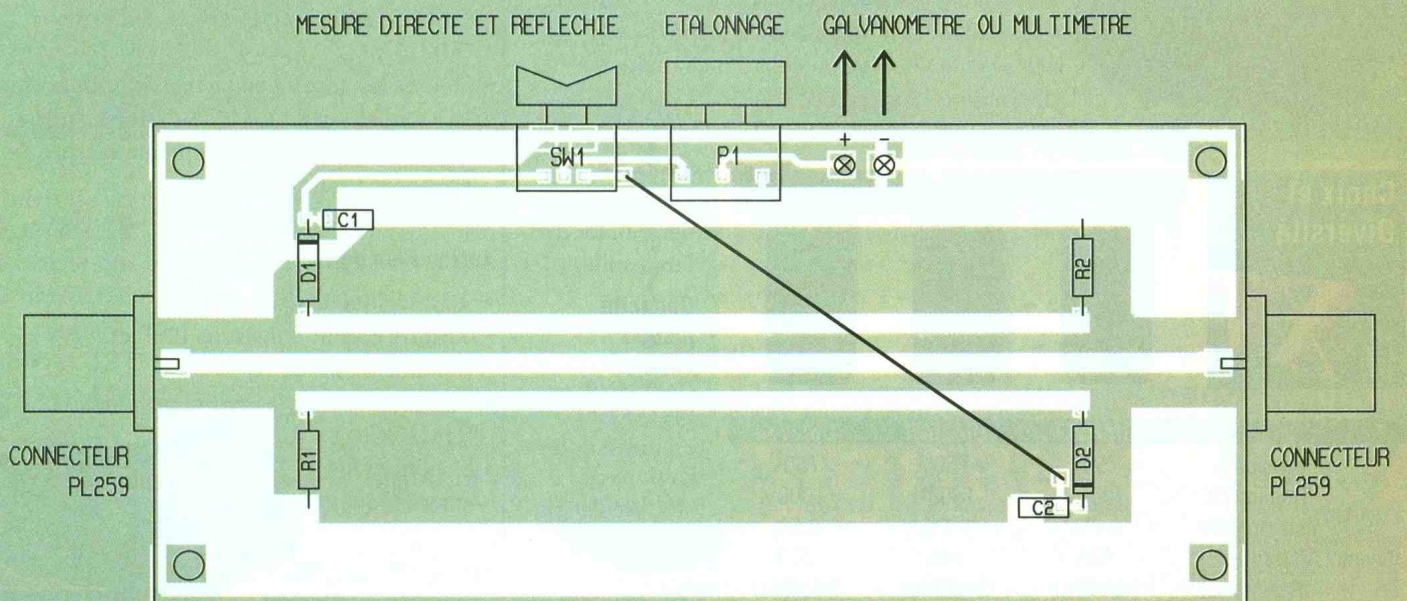 MESURE DIRECTE ET REFLECHIE
ETALONNAGE
GALVANOMETRE OU MULTIMETRE
+ -
SW1
P1
C1
D1
R2
R1
D2
C2
CONNECTEUR
PL259
CONNECTEUR
PL259